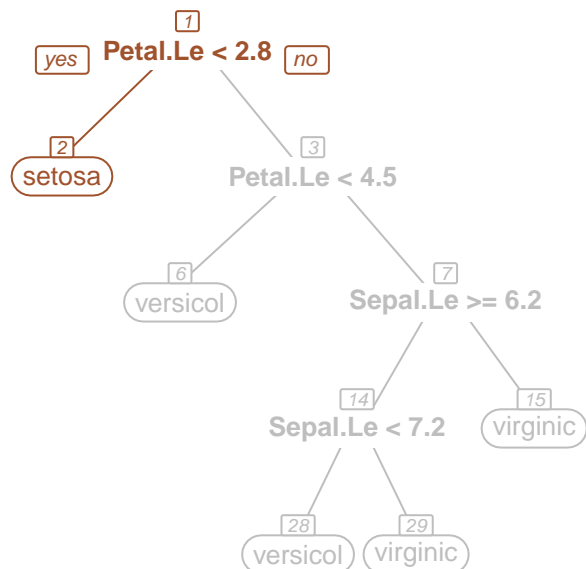 1
yes Petal.Le < 2.8 no
2
setosa
3
Petal.Le < 4.5
6
versicol
7
Sepal.Le >= 6.2
14
Sepal.Le < 7.2
15
virginic
28
versicol
29
virginic